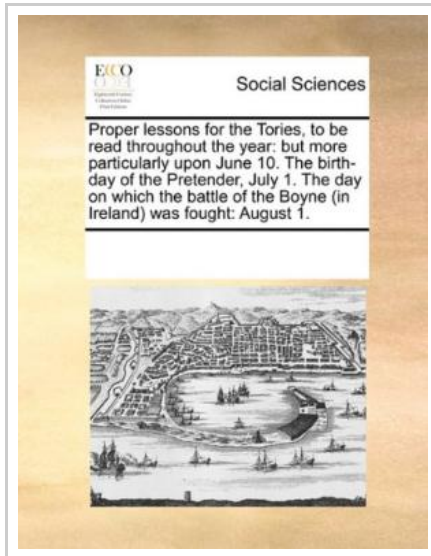 ECCO
Social Sciences
Proper lessons for the Tories, to be
read throughout the year: but more
particularly upon June 10. The birth-
day of the Pretender, July 1. The day
on which the battle of the Boyne (in
Ireland) was fought: August 1.